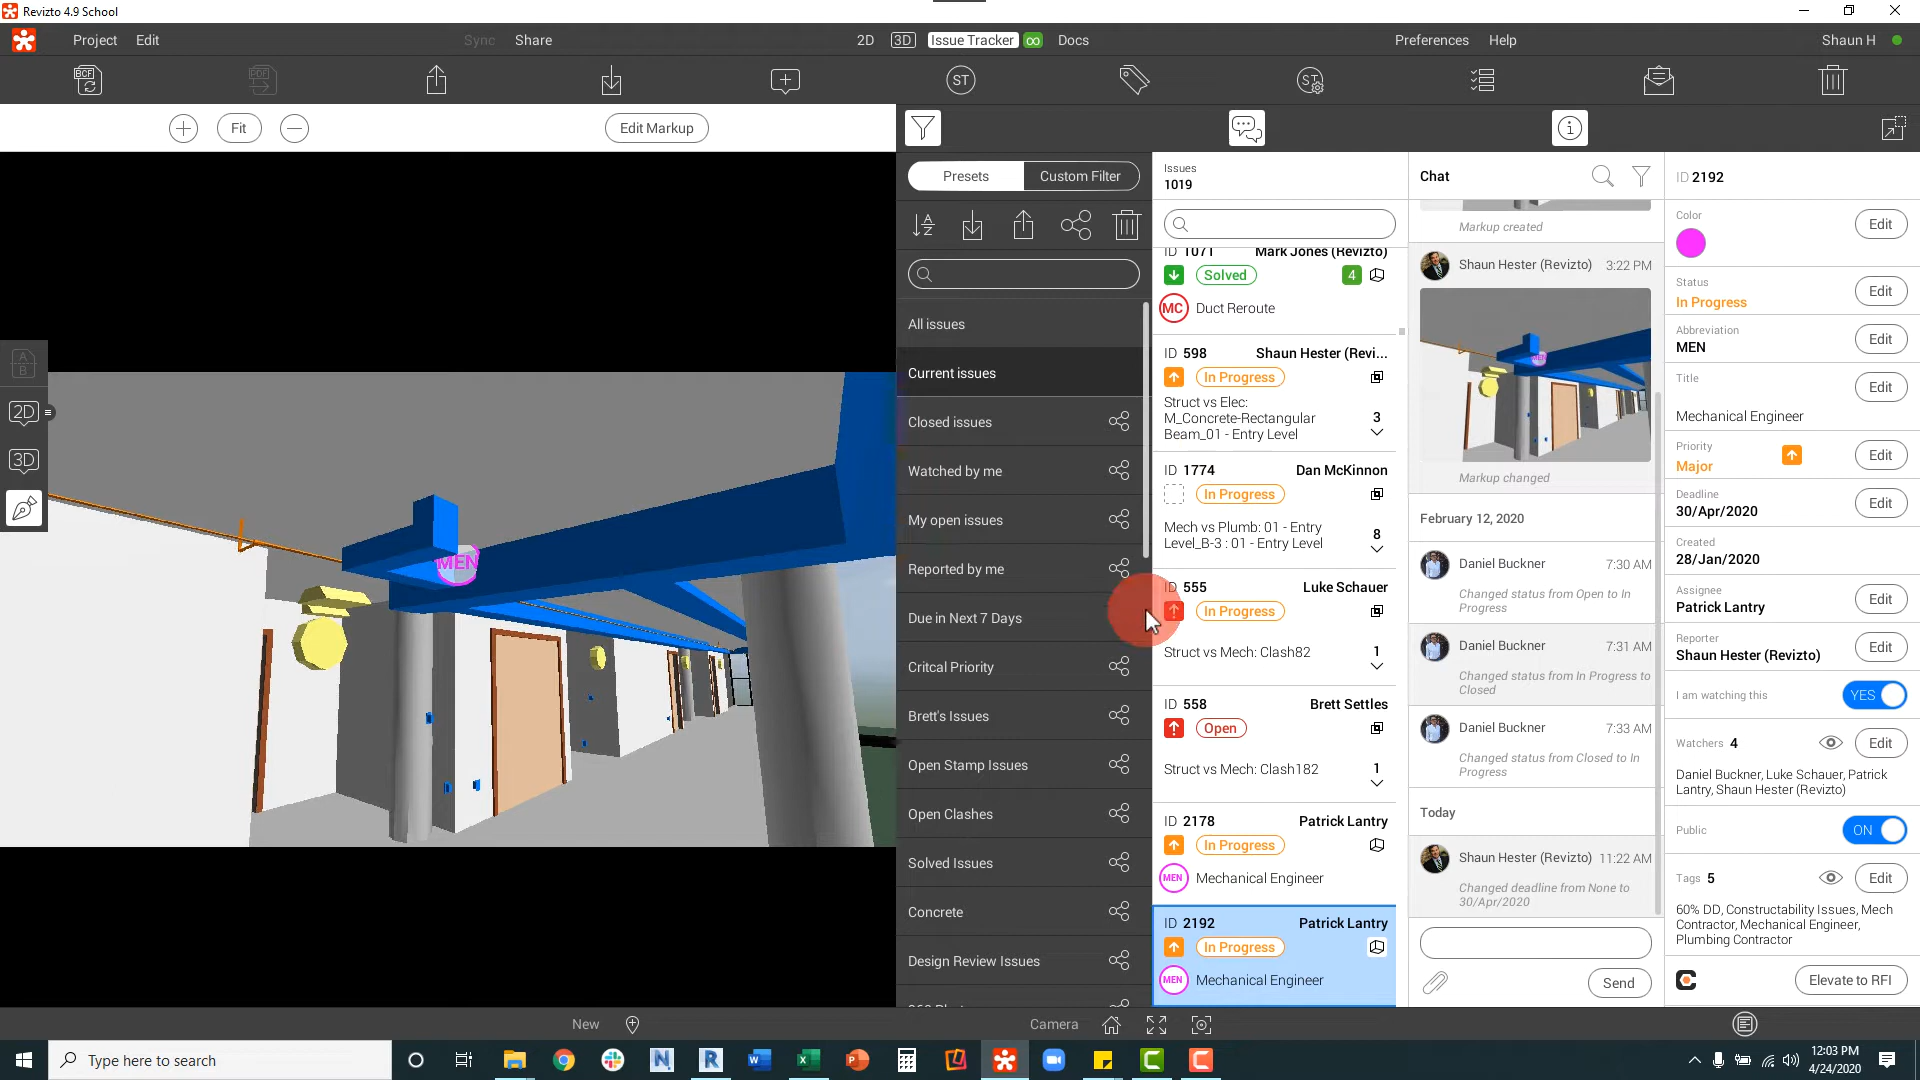 Revizto 4.9 School
Project
Edit
Sync
Share
2D
3D
Issue Tracker
Docs
Preferences
Help
Shaun H
BCF
PDF
ST
ST
Fit
Edit Markup
A
B
2D
3D
MEN
Presets
Custom Filter
A
Z
All issues
Current issues
Closed issues
Watched by me
My open issues
Reported by me
Due in Next 7 Days
Critcal Priority
Brett's Issues
Open Stamp Issues
Open Clashes
Solved Issues
Concrete
Design Review Issues
Issues
1019
ID 1071 Mark Jones (Revizto)
Solved 4
MC Duct Reroute
ID 598 Shaun Hester (Revi...
In Progress
Struct vs Elec:
M_Concrete-Rectangular
Beam_01 - Entry Level
3
ID 1774 Dan McKinnon
In Progress
Mech vs Plumb: 01 - Entry
Level_B-3 : 01 - Entry Level
8
ID 555 Luke Schauer
In Progress
Struct vs Mech: Clash82 1
ID 558 Brett Settles
Open
Struct vs Mech: Clash182 1
ID 2178 Patrick Lantry
In Progress
MEN Mechanical Engineer
ID 2192 Patrick Lantry
In Progress
MEN Mechanical Engineer
Chat
Markup created
Shaun Hester (Revizto) 3:22 PM
MEN
Markup changed
February 12, 2020
Daniel Buckner 7:30 AM
Changed status from Open to In
Progress
Daniel Buckner 7:31 AM
Changed status from In Progress to
Closed
Daniel Buckner 7:33 AM
Changed status from Closed to In
Progress
Today
Shaun Hester (Revizto) 11:22 AM
Changed deadline from None to
30/Apr/2020
Send
ID 2192
Color
Edit
Status
In Progress
Edit
Abbreviation
MEN
Edit
Title
Edit
Mechanical Engineer
Priority
Major
Edit
Deadline
30/Apr/2020
Edit
Created
28/Jan/2020
Assignee
Patrick Lantry
Edit
Reporter
Shaun Hester (Revizto)
Edit
I am watching this YES
Watchers 4 Edit
Daniel Buckner, Luke Schauer, Patrick
Lantry, Shaun Hester (Revizto)
Public ON
Tags 5 Edit
60% DD, Constructability Issues, Mech
Contractor, Mechanical Engineer,
Plumbing Contractor
Elevate to RFI
New
Camera
Type here to search
12:03 PM
4/24/2020